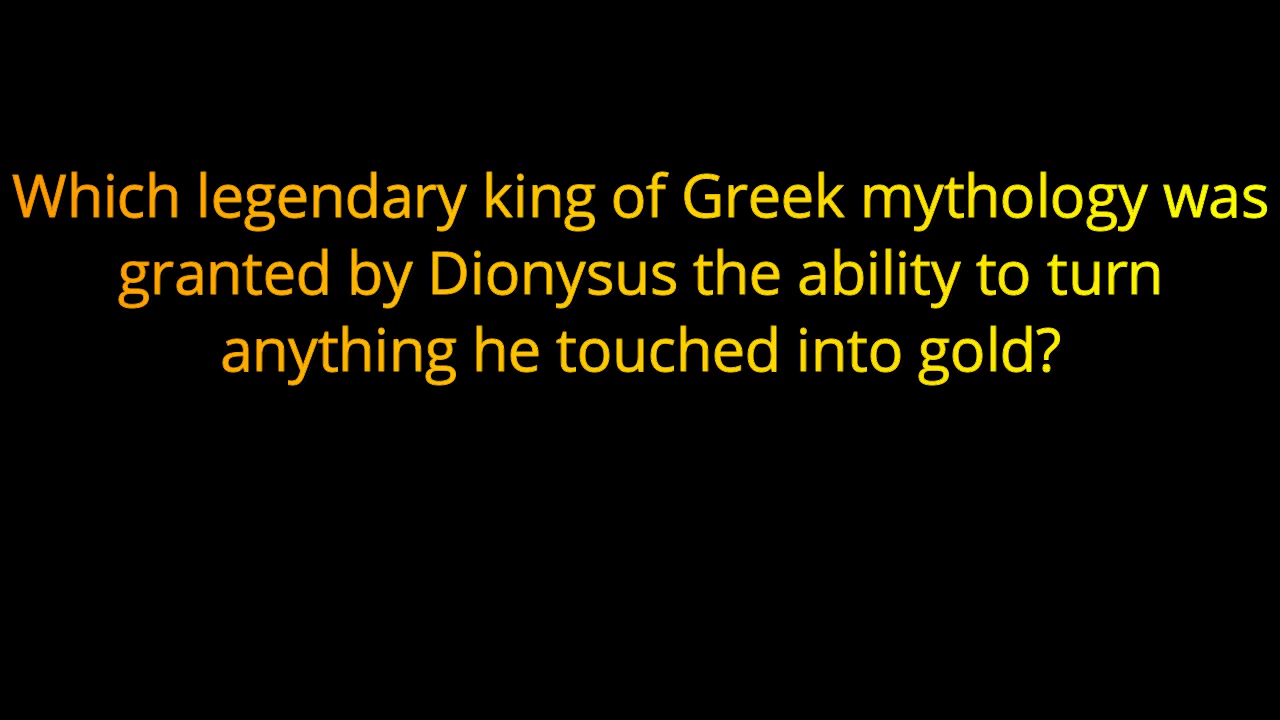 Which legendary king of Greek mythology was
granted by Dionysus the ability to turn
anything he touched into gold?